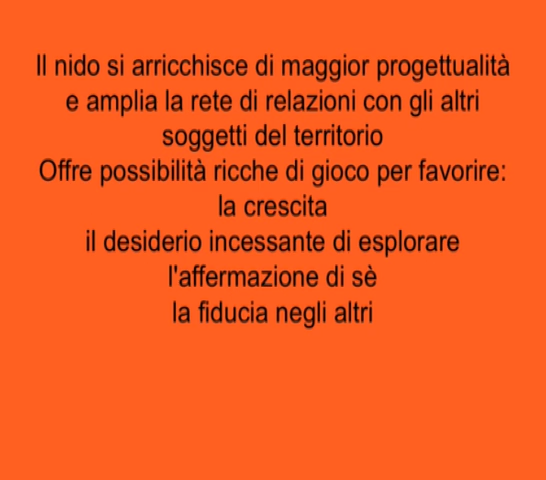 Il nido si arricchisce di maggior progettualità
e amplia la rete di relazioni con gli altri
soggetti del territorio
Offre possibilità ricche di gioco per favorire:
la crescita
il desiderio incessante di esplorare
l'affermazione di sè
la fiducia negli altri